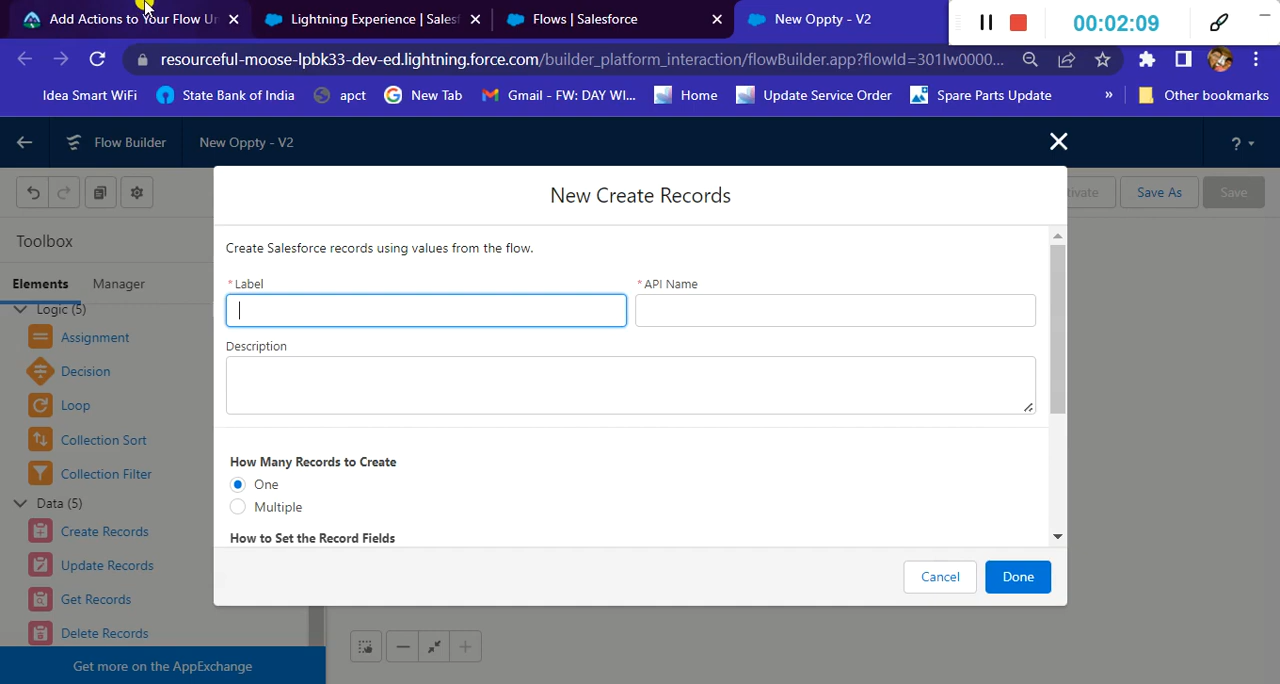 Add Actions to Your Flow Un
Lightning Experience | Salesf
Flows | Salesforce
New Oppty - V2
00:02:09
resourceful-moose-lpbk33-dev-ed.lightning.force.com/builder_platform_interaction/flowBuilder.app?flowId=301Iw0000...
Idea Smart WiFi
State Bank of India
apct
New Tab
Gmail - FW: DAY WI...
Home
Update Service Order
Spare Parts Update
»
Other bookmarks
Flow Builder
New Oppty - V2
?
New Create Records
ivate
Save As
Save
Toolbox
Elements
Manager
Logic (5)
Assignment
Decision
Loop
Collection Sort
Collection Filter
Data (5)
Create Records
Update Records
Get Records
Delete Records
Get more on the AppExchange
Create Salesforce records using values from the flow.
* Label
* API Name
Description
How Many Records to Create
One
Multiple
How to Set the Record Fields
Cancel
Done